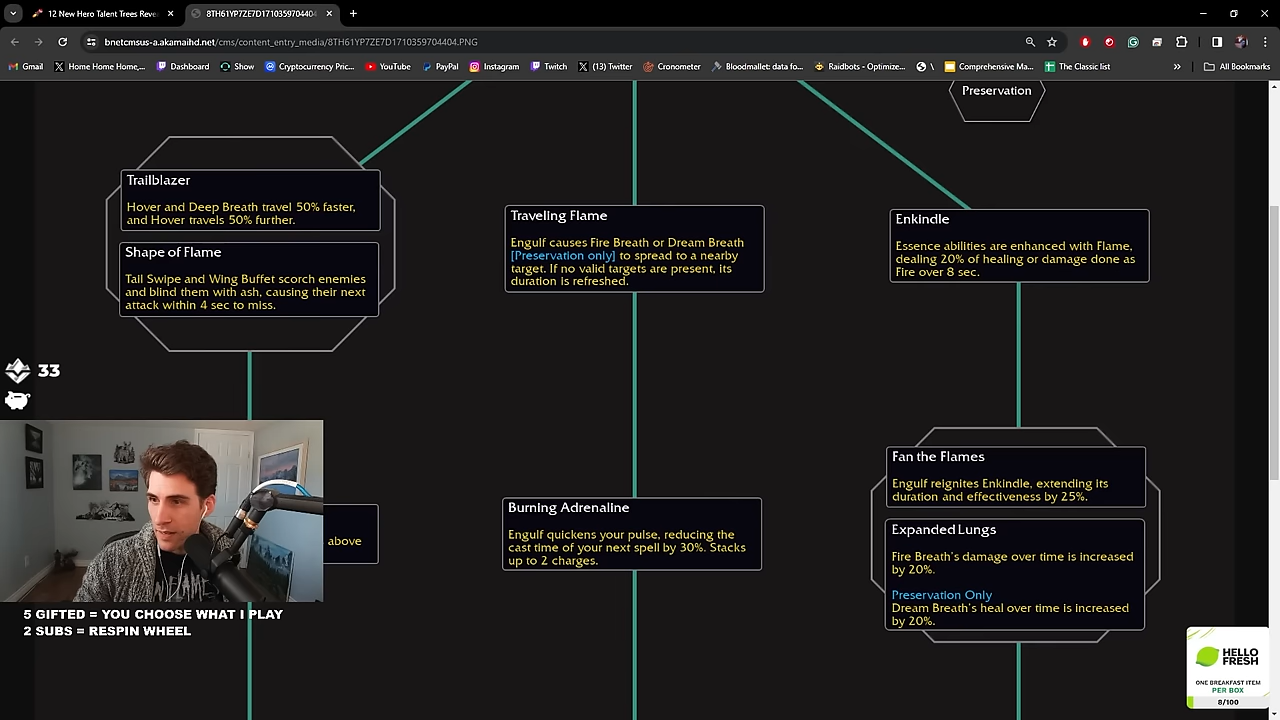 12 New Hero Talent Trees Reve
8TH61YP7ZE7D1710359704404
bnetcmsus-a.akamaihd.net/cms/content_entry_media/8TH61YP7ZE7D1710359704404.PNG
Gmail
Home Home Home,...
Dashboard
Show
Cryptocurrency Pric...
YouTube
PayPal
Instagram
Twitch
(13) Twitter
Cronometer
Bloodmallet: data fo...
Raidbots - Optimize...
\
Comprehensive Ma...
The Classic list
»
All Bookmarks
Preservation
Trailblazer
Hover and Deep Breath travel 50% faster,
and Hover travels 50% further.
Shape of Flame
Tail Swipe and Wing Buffet scorch enemies
and blind them with ash, causing their next
attack within 4 sec to miss.
Traveling Flame
Engulf causes Fire Breath or Dream Breath
[Preservation only] to spread to a nearby
target. If no valid targets are present, its
duration is refreshed.
Enkindle
Essence abilities are enhanced with Flame,
dealing 20% of healing or damage done as
Fire over 8 sec.
33
above
Burning Adrenaline
Engulf quickens your pulse, reducing the
cast time of your next spell by 30%. Stacks
up to 2 charges.
Fan the Flames
Engulf reignites Enkindle, extending its
duration and effectiveness by 25%.
Expanded Lungs
Fire Breath's damage over time is increased
by 20%.
Preservation Only
Dream Breath's heal over time is increased
by 20%.
5 GIFTED = YOU CHOOSE WHAT I PLAY
2 SUBS = RESPIN WHEEL
HELLO
FRESH
ONE BREAKFAST ITEM
PER BOX
8/100